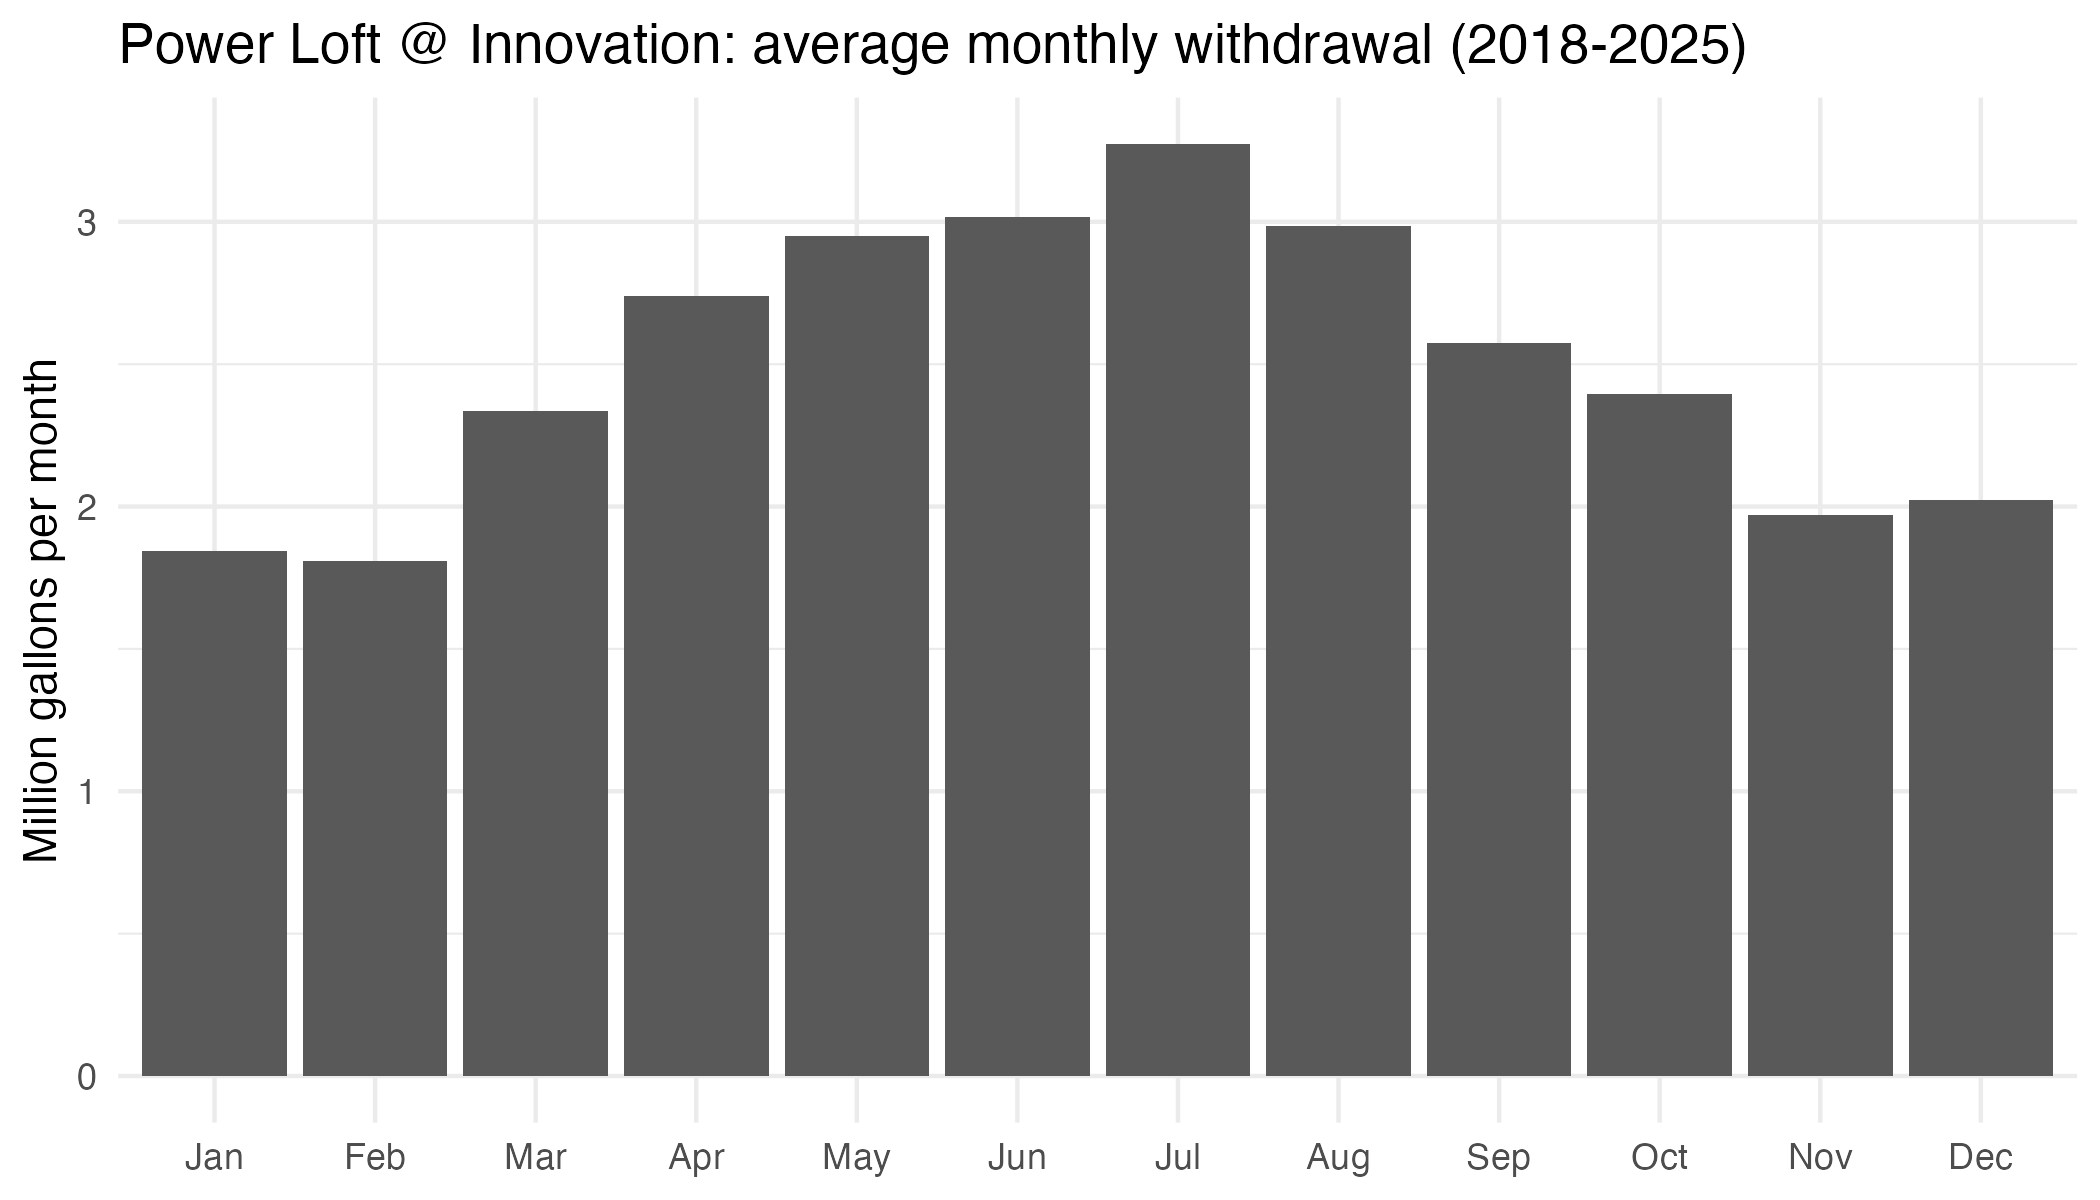 Power Loft @ Innovation: average monthly withdrawal (2018-2025)
Million gallons per month
3
2
1
0
Jan Feb Mar Apr May Jun Jul Aug Sep Oct Nov Dec